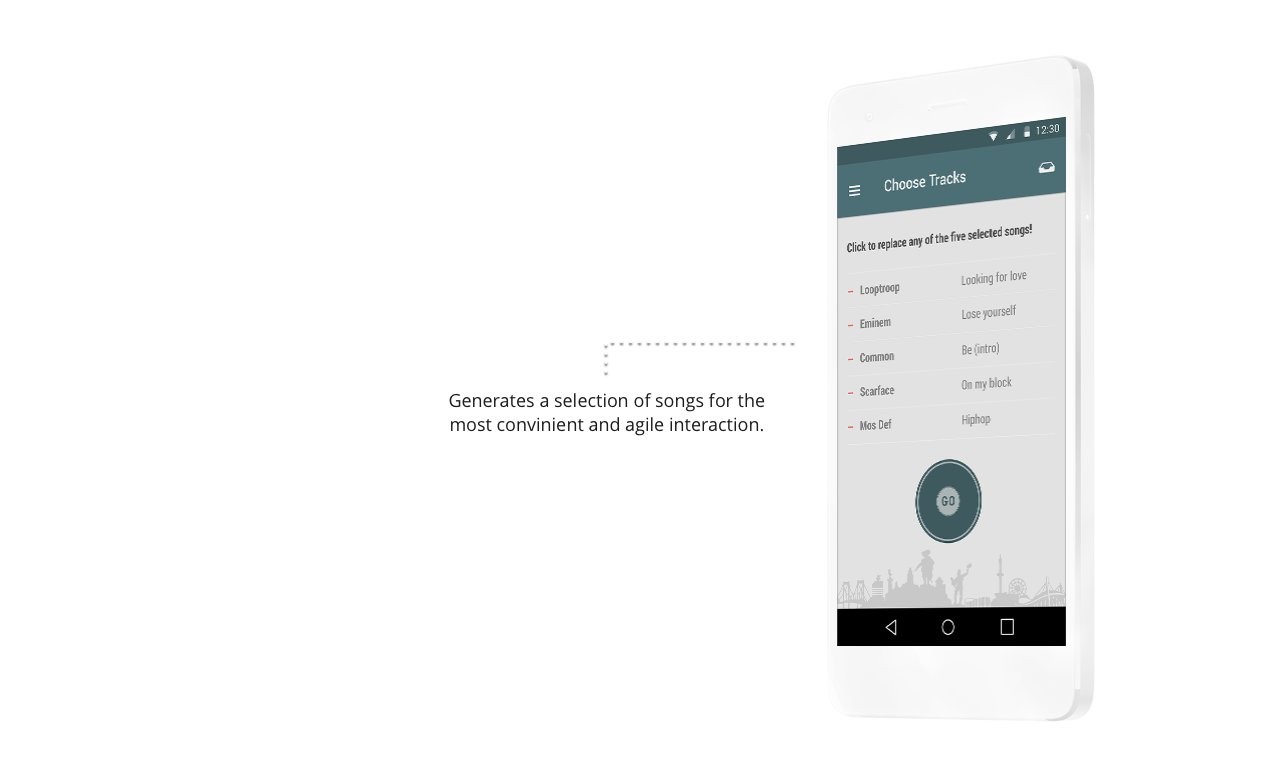 12:30
Choose Tracks
Click to replace any of the five selected songs!
– Looptroop Looking for love
– Eminem Lose yourself
– Common Be (intro)
– Scarface On my block
– Mos Def Hiphop
GO
Generates a selection of songs for the
most convinient and agile interaction.